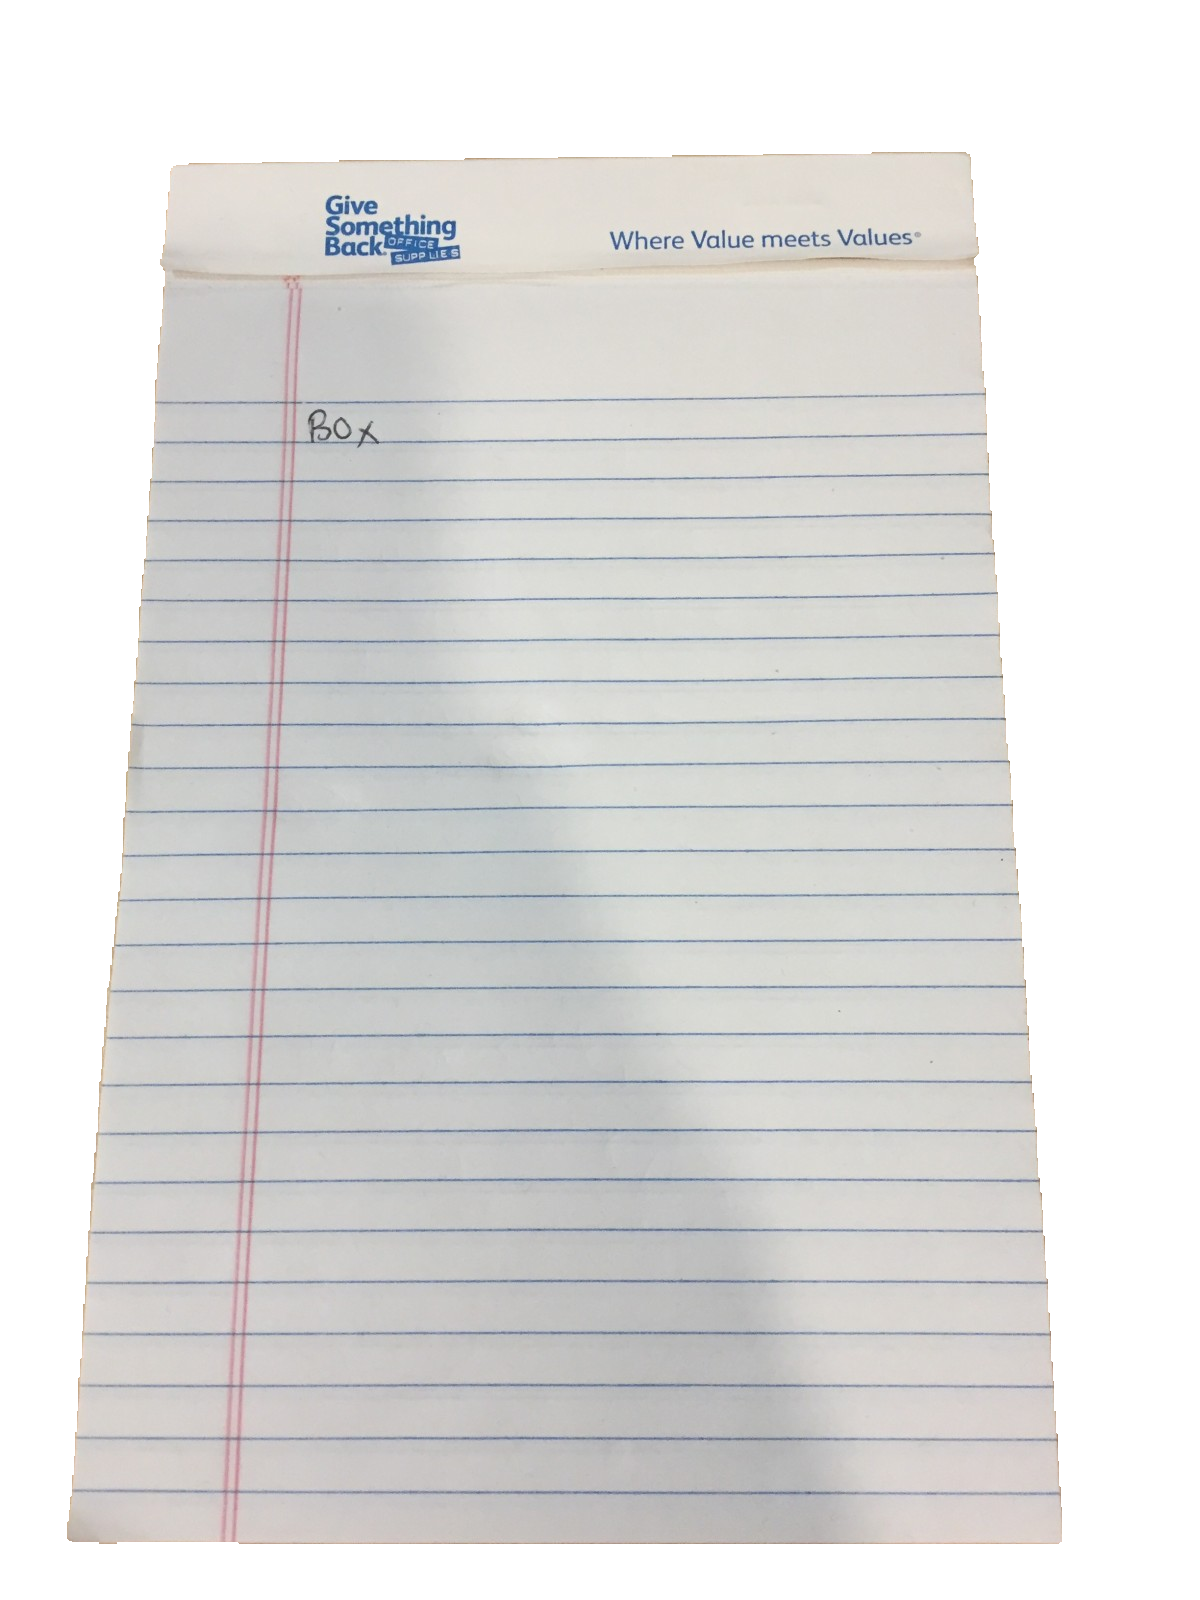 Give
Something
Back®
OFFICE
SUPPLIES
Where Value meets Values®
BOX